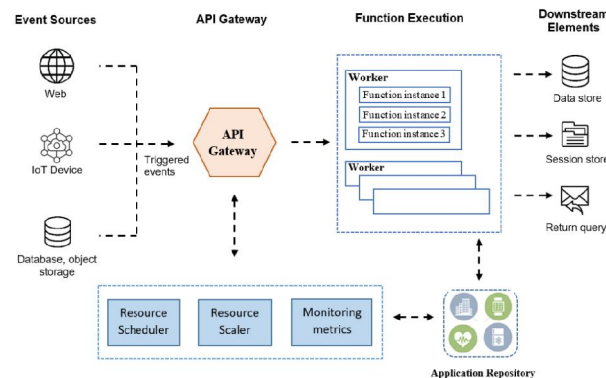 Event Sources
API Gateway
Function Execution
Downstream
Elements
Web
IoT Device
Database, object
storage
Triggered
events
API
Gateway
Worker
Function instance 1
Function instance 2
Function instance 3
Worker
Data store
Session store
Return query
Resource
Scheduler
Resource
Scaler
Monitoring
metrics
Application Repository